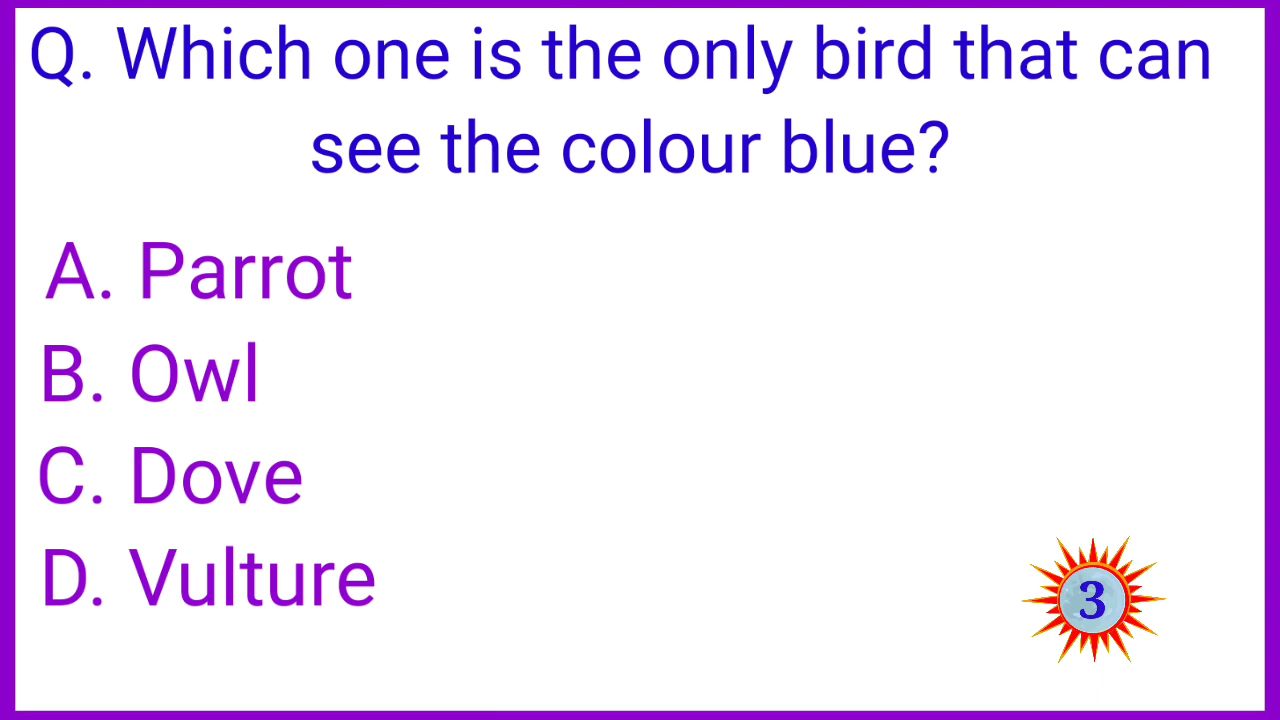 Q. Which one is the only bird that can
see the colour blue?
A. Parrot
B. Owl
C. Dove
D. Vulture
3